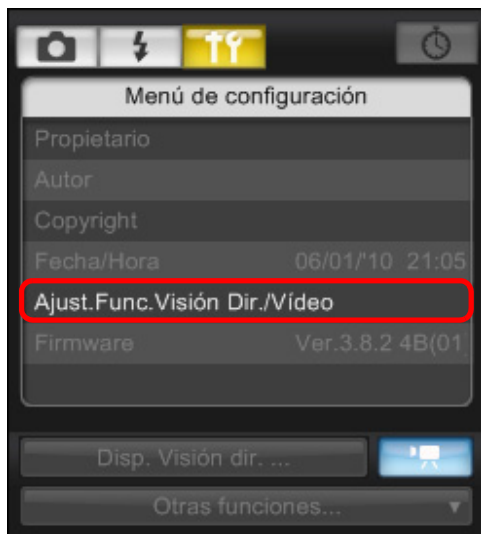 Menú de configuración
Propietario
Autor
Copyright
Fecha/Hora 06/01/'10 21:05
Ajust.Func.Visión Dir./Vídeo
Firmware Ver.3.8.2 4B(01
Disp. Visión dir. ...
Otras funciones...